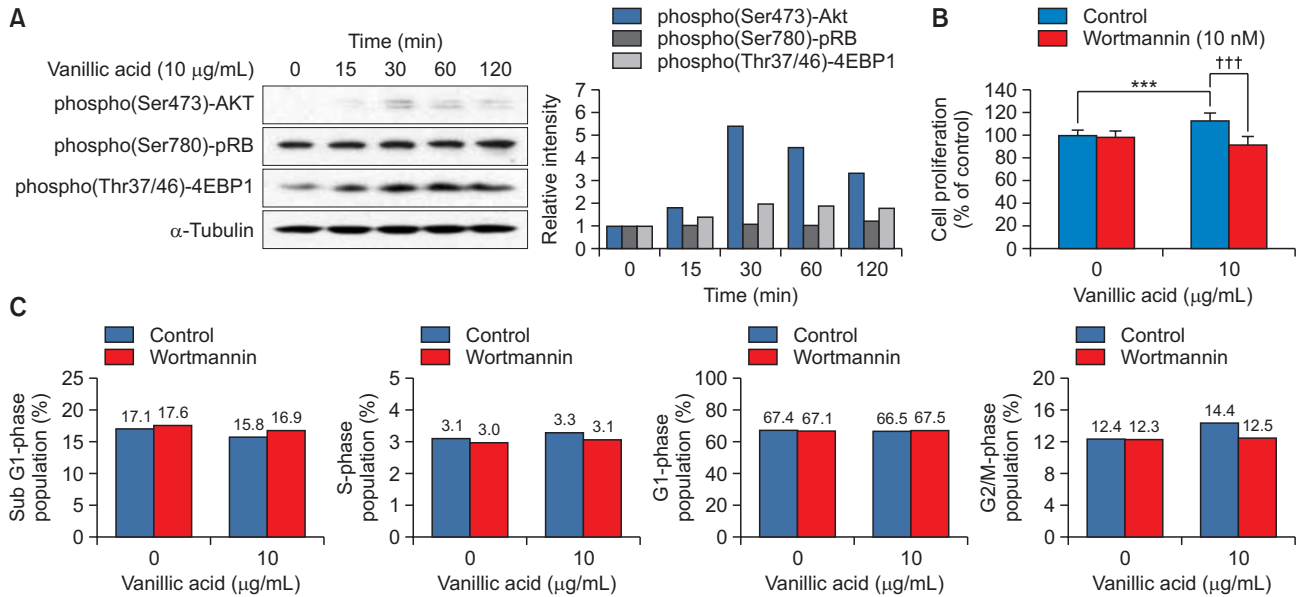 A
Time (min)
Vanillic acid (10 μg/mL) 0 15 30 60 120
phospho(Ser473)-AKT
phospho(Ser780)-pRB
phospho(Thr37/46)-4EBP1
α-Tubulin
phospho(Ser473)-Akt
phospho(Ser780)-pRB
phospho(Thr37/46)-4EBP1
Relative intensity
7
6
5
4
3
2
1
0
0 15 30 60 120
Time (min)
B
Control
Wortmannin (10 nM)
Cell proliferation
(% of control)
140
120
100
80
60
40
20
0
***
†††
0 10
Vanillic acid (μg/mL)
C
Control
Wortmannin
Sub G1-phase
population (%)
25
20
15
10
5
0
17.1 17.6 15.8 16.9
0 10
Vanillic acid (μg/mL)
Control
Wortmannin
S-phase
population (%)
5
4
3
2
1
0
3.1 3.0 3.3 3.1
0 10
Vanillic acid (μg/mL)
Control
Wortmannin
G1-phase
population (%)
100
80
60
40
20
0
67.4 67.1 66.5 67.5
0 10
Vanillic acid (μg/mL)
Control
Wortmannin
G2/M-phase
population (%)
20
16
12
8
4
0
12.4 12.3 14.4 12.5
0 10
Vanillic acid (μg/mL)